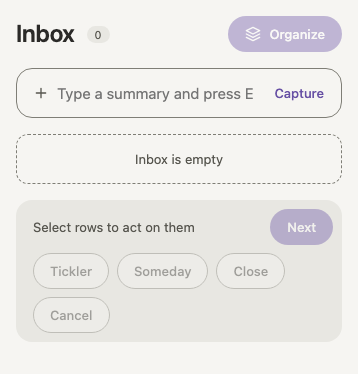 Inbox 0 Organize
Type a summary and press E Capture
Inbox is empty
Select rows to act on them Next
Tickler Someday Close
Cancel